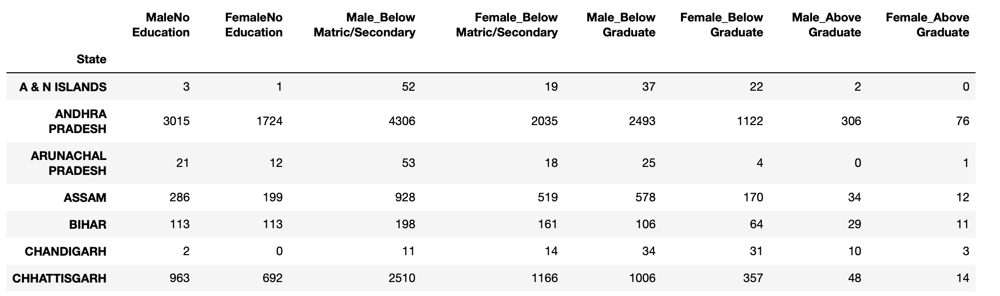 MaleNo FemaleNo Male_Below Female_Below Male_Below Female_Below Male_Above Female_Above
Education Education Matric/Secondary Matric/Secondary Graduate Graduate Graduate Graduate
State
A & N ISLANDS 3 1 52 19 37 22 2 0
ANDHRA
PRADESH 3015 1724 4306 2035 2493 1122 306 76
ARUNACHAL
PRADESH 21 12 53 18 25 4 0 1
ASSAM 286 199 928 519 578 170 34 12
BIHAR 113 113 198 161 106 64 29 11
CHANDIGARH 2 0 11 14 34 31 10 3
CHHATTISGARH 963 692 2510 1166 1006 357 48 14